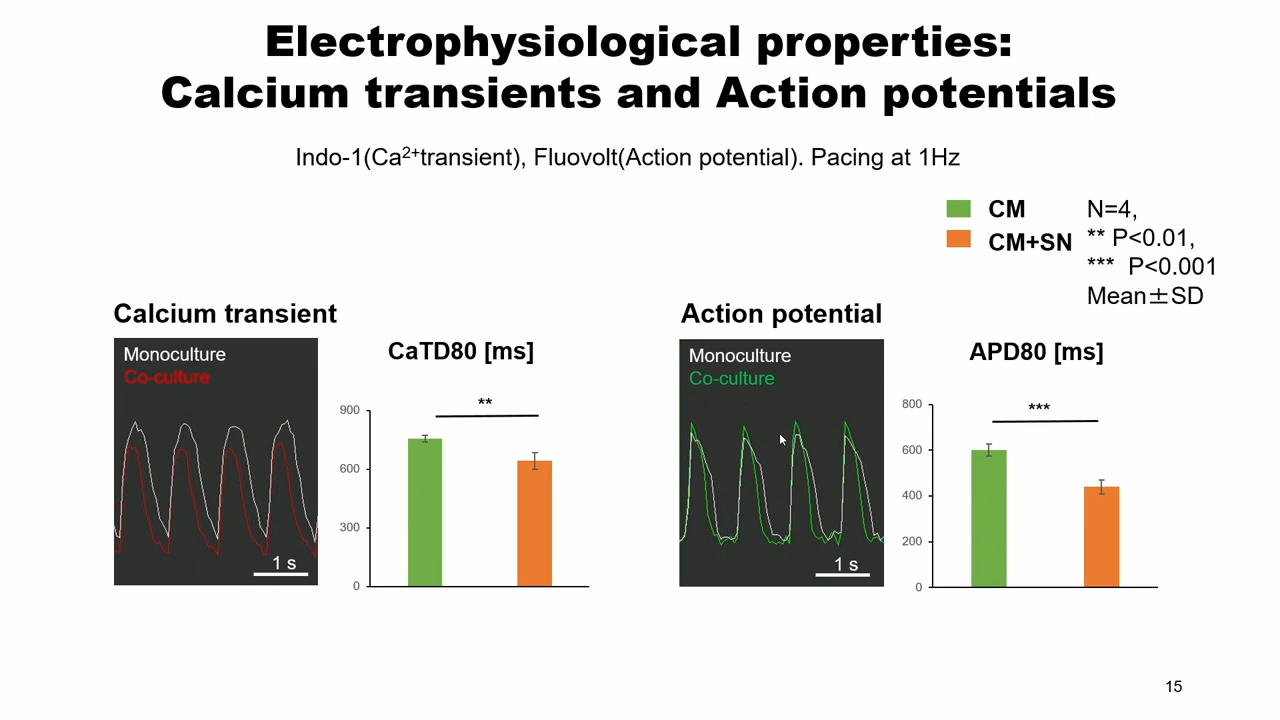 Electrophysiological properties:
Calcium transients and Action potentials
Indo-1(Ca2+transient), Fluovolt(Action potential). Pacing at 1Hz
CM
CM+SN
N=4,
** P<0.01,
*** P<0.001
Mean±SD
Calcium transient
Monoculture
Co-culture
1 s
CaTD80 [ms]
**
900
600
300
0
Action potential
Monoculture
Co-culture
1 s
APD80 [ms]
***
800
600
400
200
0
15